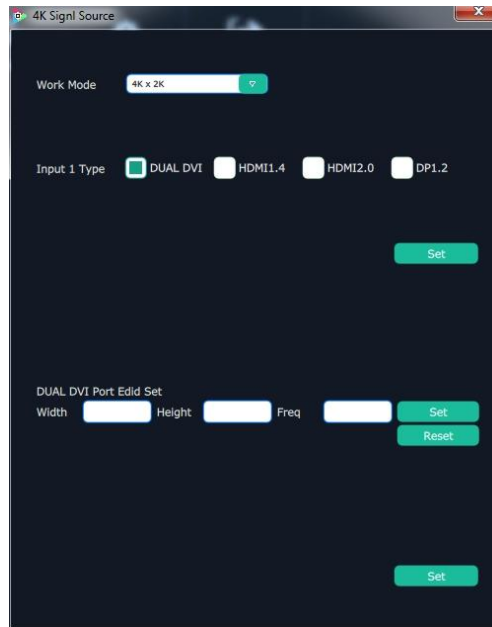 4K Signl Source
Work Mode 4K x 2K
Input 1 Type DUAL DVI HDMI1.4 HDMI2.0 DP1.2
Set
DUAL DVI Port Edid Set
Width Height Freq Set
Reset
Set